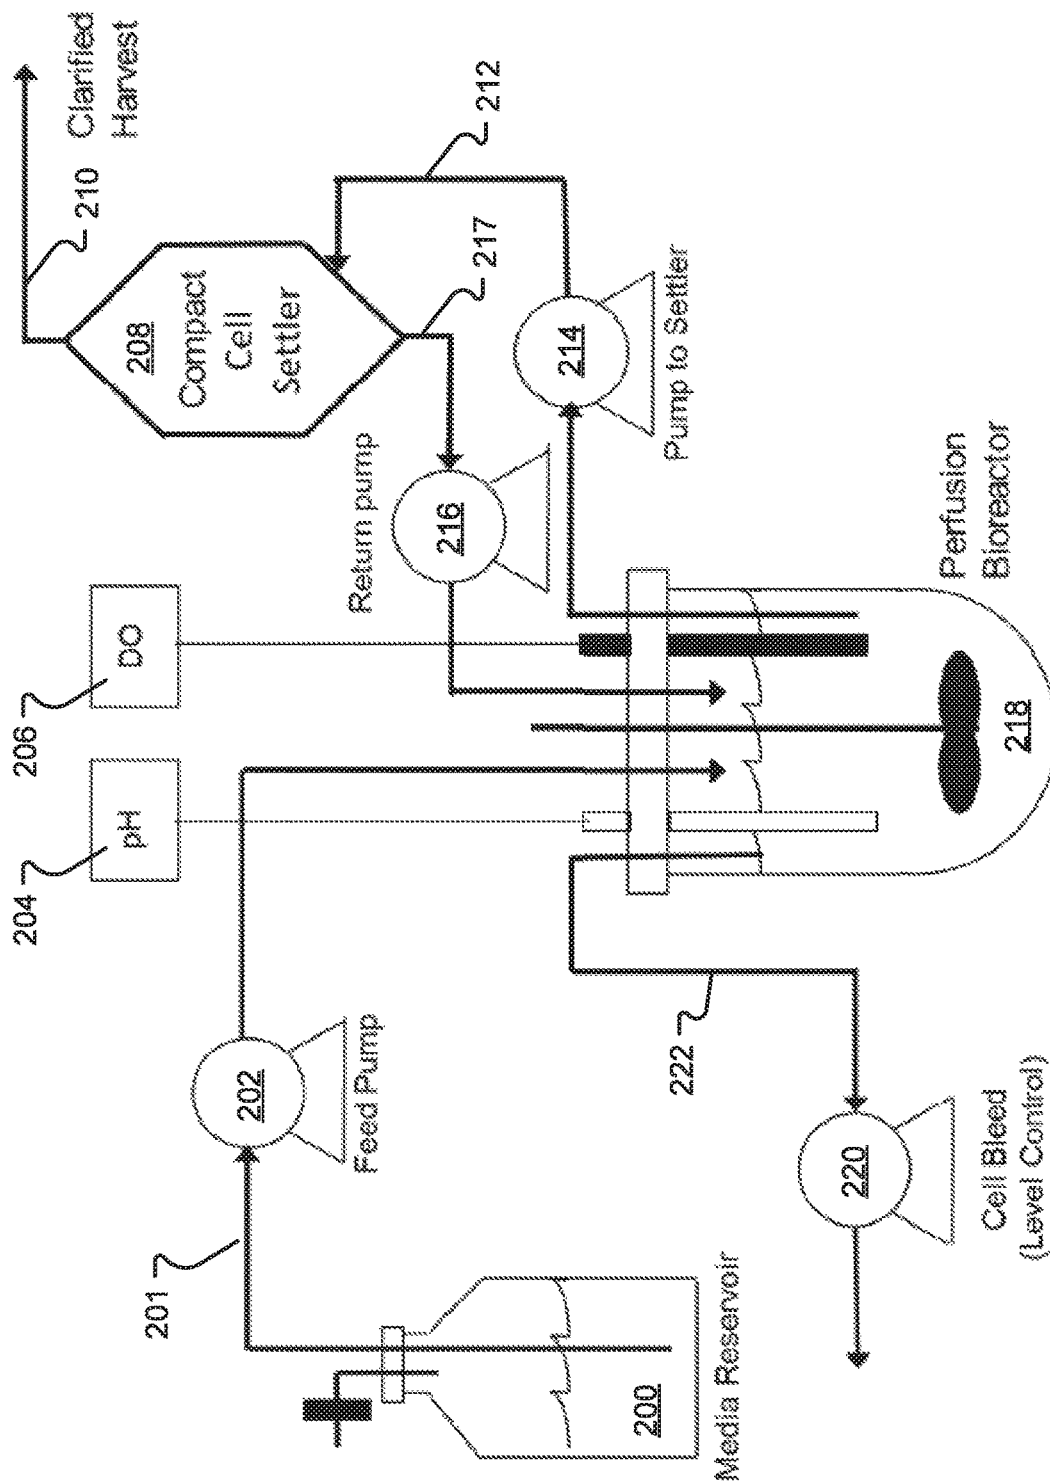 210
Clarified
Harvest
208
Compact
Cell
Settler
212
217
206
DO
204
pH
Return pump
216
214
Pump to Settler
201
202
Feed Pump
200
Media Reservoir
222
220
Cell Bleed
(Level Control)
218
Perfusion
Bioreactor